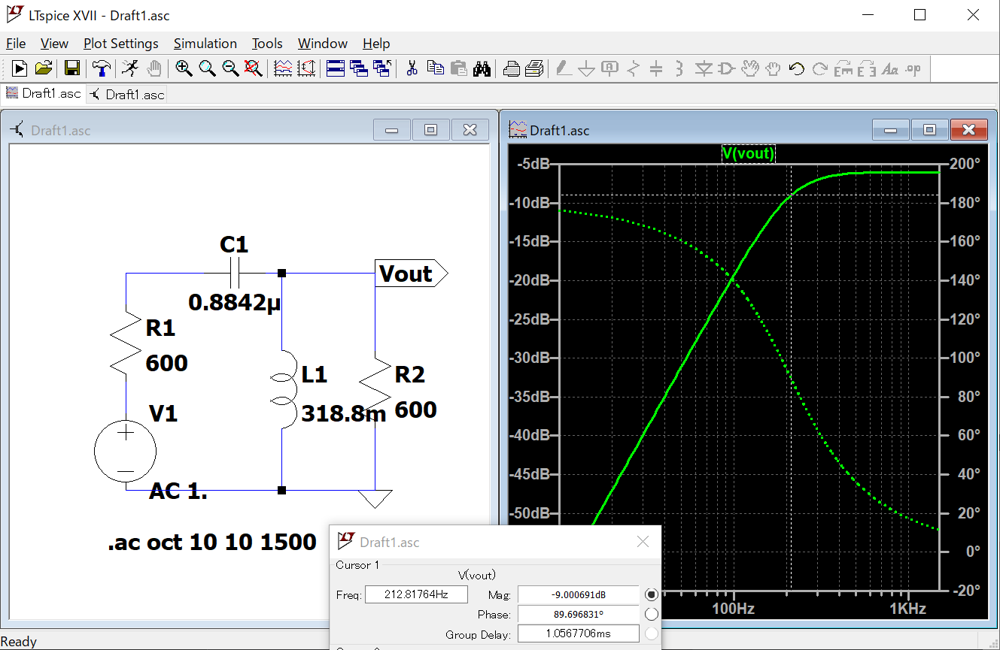 LTspice XVII - Draft1.asc
File View Plot Settings Simulation Tools Window Help
Draft1.asc Draft1.asc
Draft1.asc
C1
0.8842µ
Vout
R1
600
L1
318.8m
R2
600
V1
AC 1.
.ac oct 10 10 1500
Draft1.asc
V(vout)
-5dB
-10dB
-15dB
-20dB
-25dB
-30dB
-35dB
-40dB
-45dB
-50dB
200°
180°
160°
140°
120°
100°
80°
60°
40°
20°
0°
-20°
100Hz 1KHz
Draft1.asc
Cursor 1
V(vout)
Freq: 212.81764Hz Mag: -9.000691dB
Phase: 89.696831°
Group Delay: 1.0567706ms
Ready